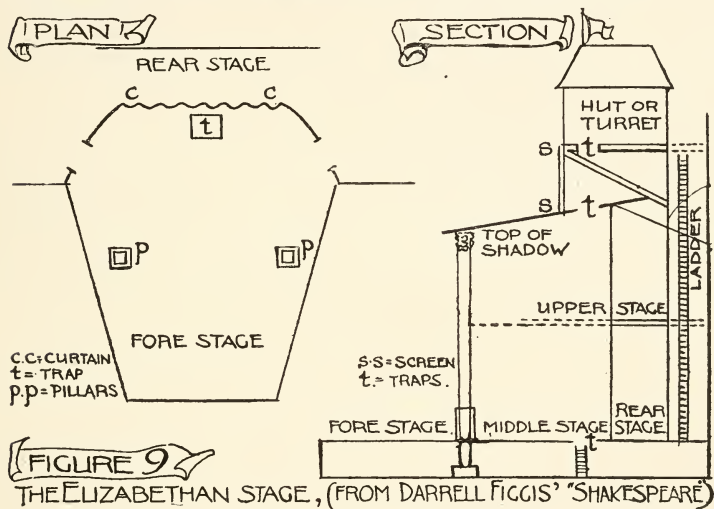 PLAN
REAR STAGE
c c
t
p p
FORE STAGE
c.c=CURTAIN
t=TRAP
p.p=PILLARS
SECTION
HUT OR
TURRET
s t
s t
TOP OF
SHADOW
LADDER
UPPER STAGE
s.s=SCREEN
t.=TRAPS.
FORE STAGE MIDDLE STAGE REAR
STAGE
t
FIGURE 9
THE ELIZABETHAN STAGE, (FROM DARRELL FIGGIS' "SHAKESPEARE")